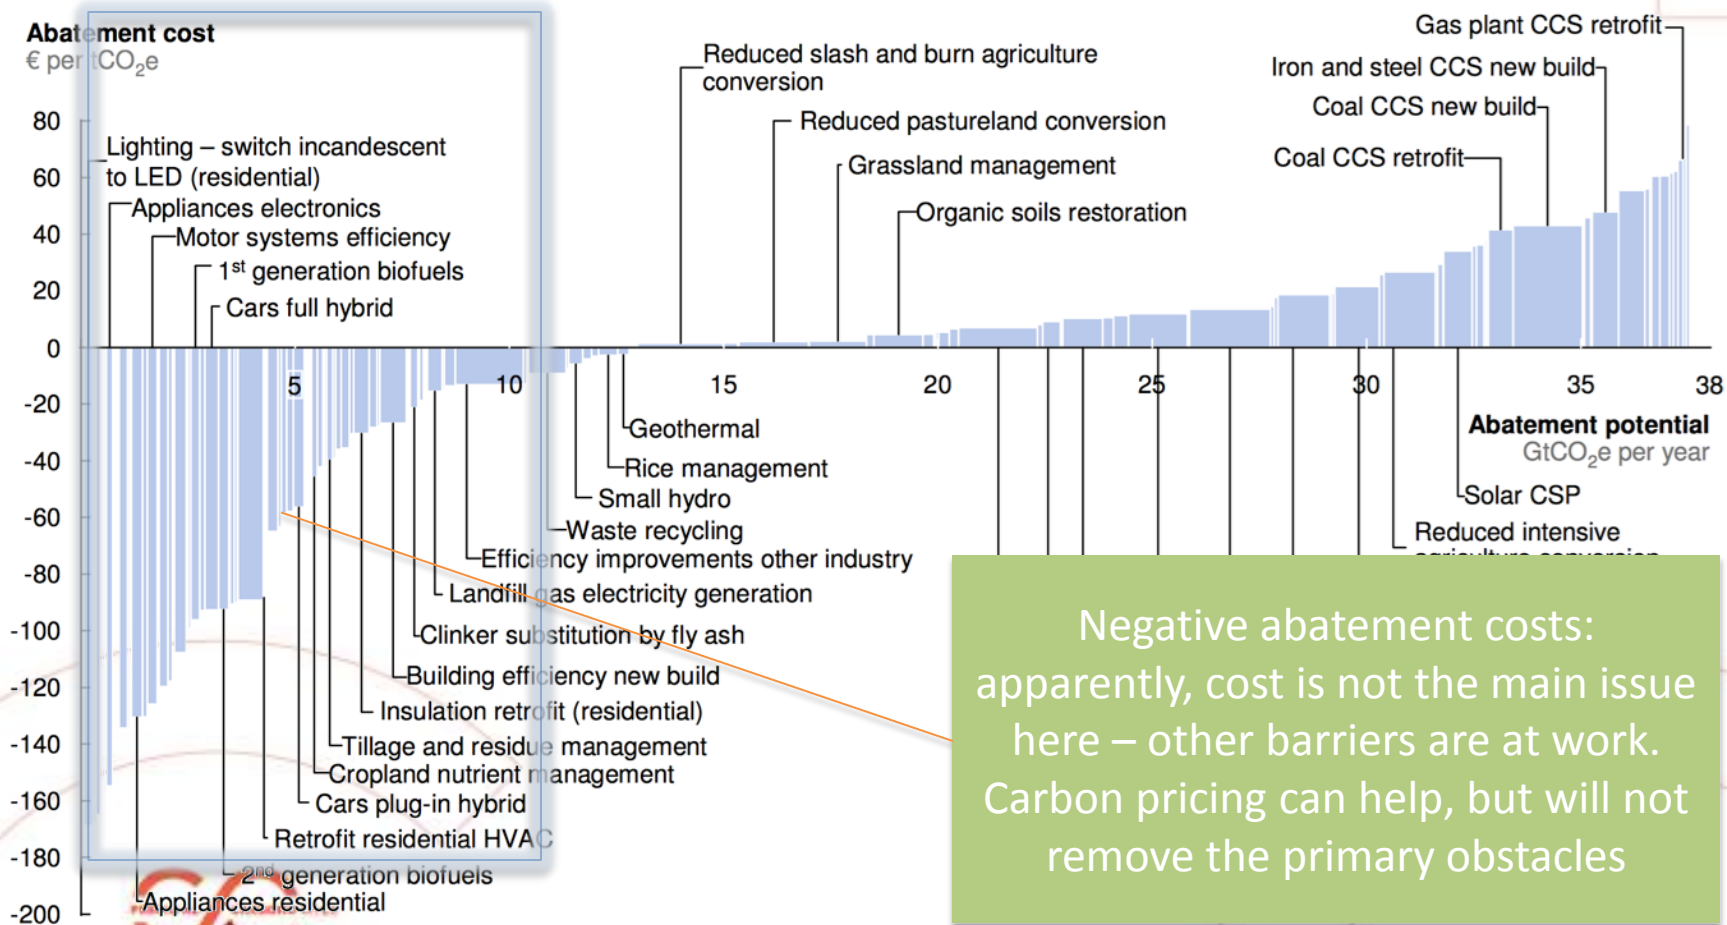 Abatement cost
€ per tCO₂e
80
60
40
20
0
-20
-40
-60
-80
-100
-120
-140
-160
-180
-200
Lighting – switch incandescent
to LED (residential)
Appliances electronics
Motor systems efficiency
1st generation biofuels
Cars full hybrid
Reduced slash and burn agriculture
conversion
Reduced pastureland conversion
Grassland management
Organic soils restoration
Gas plant CCS retrofit
Iron and steel CCS new build
Coal CCS new build
Coal CCS retrofit
5 10 15 20 25 30 35 38
Abatement potential
GtCO₂e per year
Geothermal
Rice management
Small hydro
Waste recycling
Efficiency improvements other industry
Landfill gas electricity generation
Clinker substitution by fly ash
Building efficiency new build
Insulation retrofit (residential)
Tillage and residue management
Cropland nutrient management
Cars plug-in hybrid
Retrofit residential HVAC
2nd generation biofuels
Appliances residential
Solar CSP
Reduced intensive
agriculture conversion
Negative abatement costs:
apparently, cost is not the main issue
here – other barriers are at work.
Carbon pricing can help, but will not
remove the primary obstacles